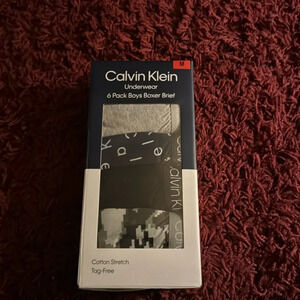 M
Calvin Klein
Underwear
6 Pack Boys Boxer Brief
Cotton Stretch
Tag-Free